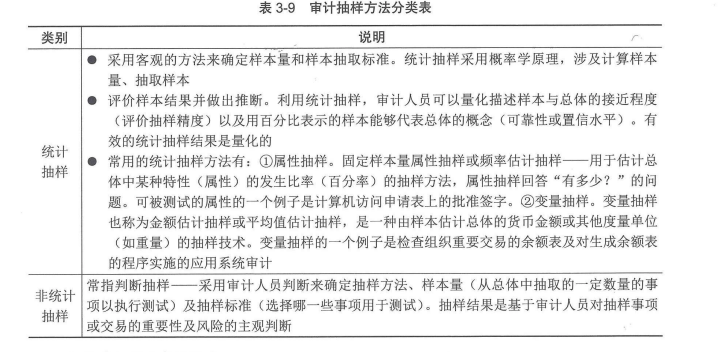 表 3-9 审计抽样方法分类表
类别 说明
● 采用客观的方法来确定样本量和样本抽取标准。统计抽样采用概率学原理，涉及计算样本
量、抽取样本
● 评价样本结果并做出推断。利用统计抽样，审计人员可以量化描述样本与总体的接近程度
（评价抽样精度）以及用百分比表示的样本能够代表总体的概念（可靠性或置信水平）。有
效的统计抽样结果是量化的
统计
抽样
● 常用的统计抽样方法有：①属性抽样。固定样本量属性抽样或频率估计抽样——用于估计总
体中某种特性（属性）的发生比率（百分率）的抽样方法，属性抽样回答“有多少？”的问
题。可被测试的属性的一个例子是计算机访问申请表上的批准签字。②变量抽样。变量抽样
也称为金额估计抽样或平均值估计抽样，是一种由样本估计总体的货币金额或其他度量单位
（如重量）的抽样技术。变量抽样的一个例子是检查组织重要交易的余额表及对生成余额表
的程序实施的应用系统审计
非统计
抽样
常指判断抽样——采用审计人员判断来确定抽样方法、样本量（从总体中抽取的一定数量的事
项以执行测试）及抽样标准（选择哪一些事项用于测试）。抽样结果是基于审计人员对抽样事项
或交易的重要性及风险的主观判断